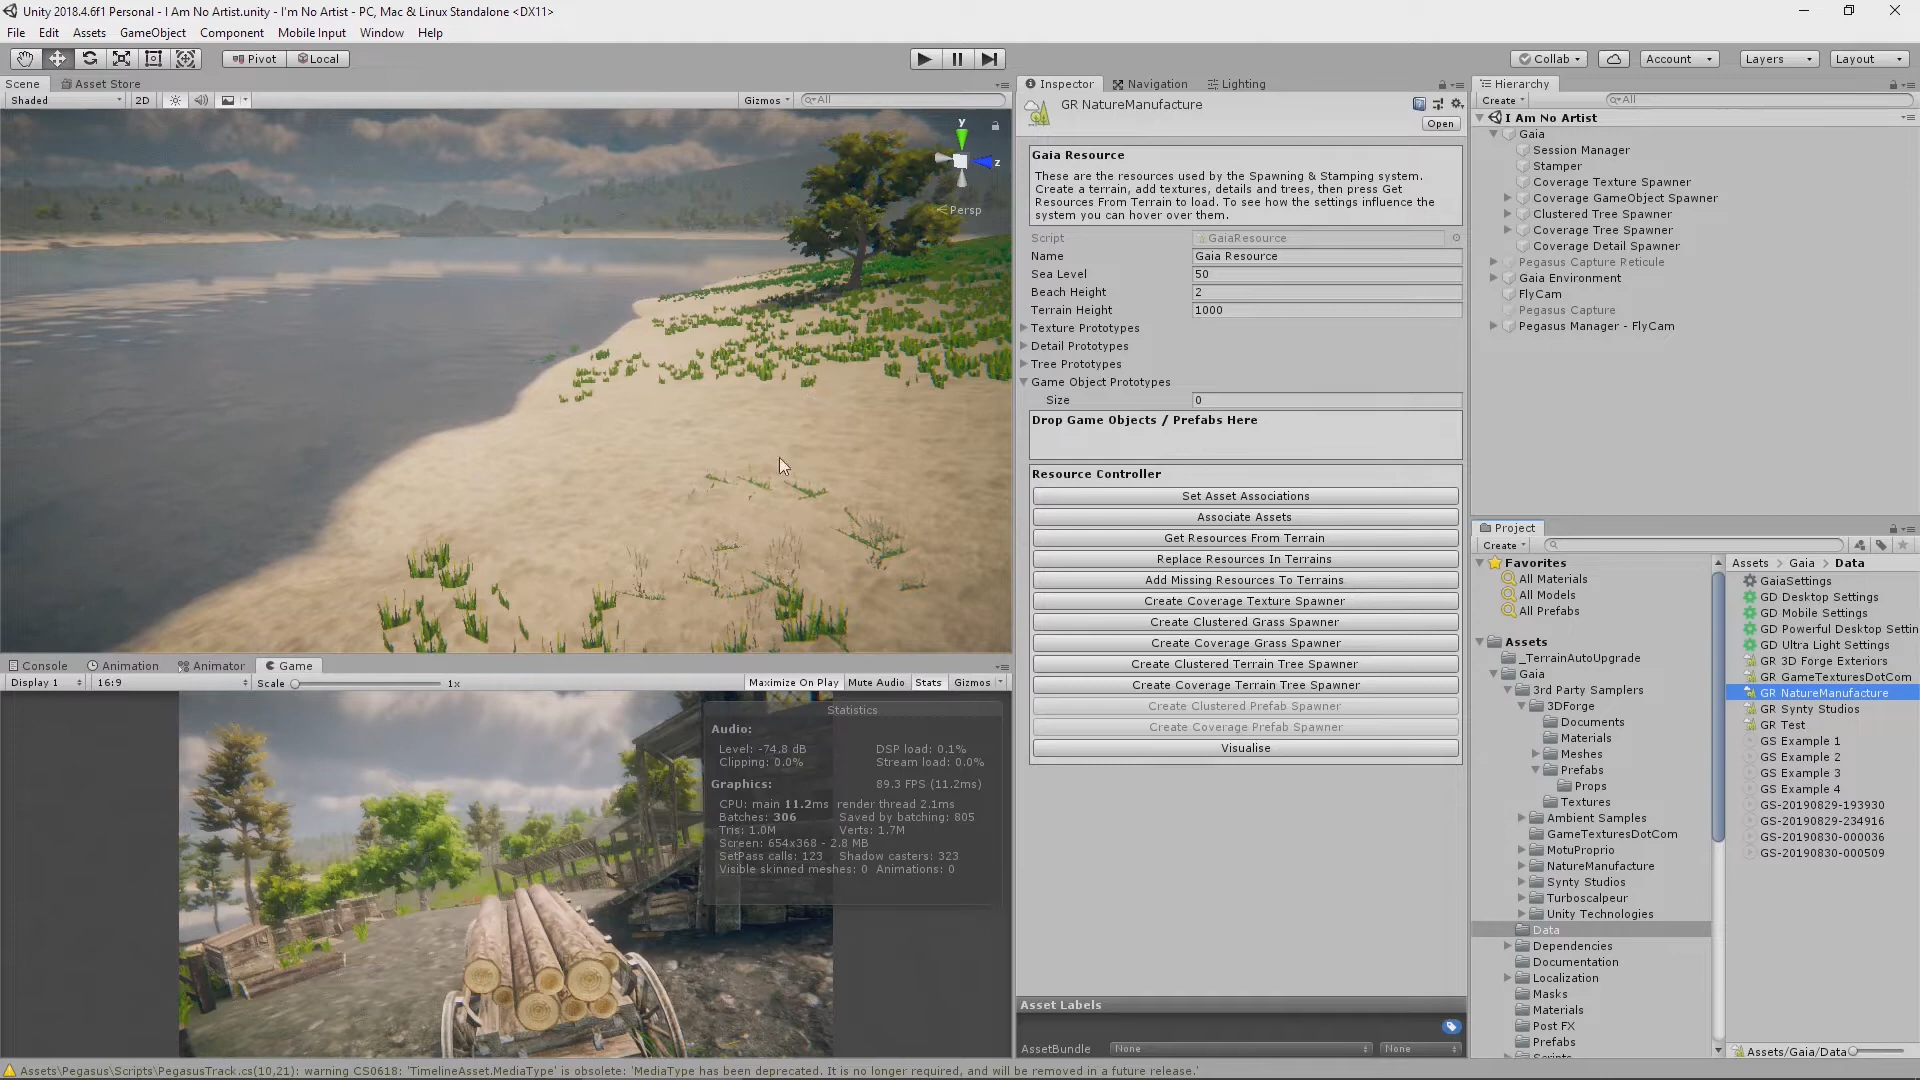 Unity 2018.4.6f1 Personal - I Am No Artist.unity - I'm No Artist - PC, Mac & Linux Standalone <DX11>
File Edit Assets GameObject Component Mobile Input Window Help
Pivot Local Collab Account Layers Layout
Scene Asset Store
Shaded 2D Gizmos All
y
z
Persp
Console Animation Animator Game
Display 1 16:9 Scale 1x Maximize On Play Mute Audio Stats Gizmos
Statistics
Audio:
Level: -74.8 dB DSP load: 0.1%
Clipping: 0.0% Stream load: 0.0%
Graphics: 89.3 FPS (11.2ms)
CPU: main 11.2ms render thread 2.1ms
Batches: 306 Saved by batching: 805
Tris: 1.0M Verts: 1.7M
Screen: 654x368 - 2.8 MB
SetPass calls: 123 Shadow casters: 323
Visible skinned meshes: 0 Animations: 0
Inspector Navigation Lighting
GR NatureManufacture
Open
Gaia Resource
These are the resources used by the Spawning & Stamping system.
Create a terrain, add textures, details and trees, then press Get
Resources From Terrain to load. To see how the settings influence the
system you can hover over them.
Script GaiaResource
Name Gaia Resource
Sea Level 50
Beach Height 2
Terrain Height 1000
Texture Prototypes
Detail Prototypes
Tree Prototypes
Game Object Prototypes
Size 0
Drop Game Objects / Prefabs Here
Resource Controller
Set Asset Associations
Associate Assets
Get Resources From Terrain
Replace Resources In Terrains
Add Missing Resources To Terrains
Create Coverage Texture Spawner
Create Clustered Grass Spawner
Create Coverage Grass Spawner
Create Clustered Terrain Tree Spawner
Create Coverage Terrain Tree Spawner
Create Clustered Prefab Spawner
Create Coverage Prefab Spawner
Visualise
Asset Labels
AssetBundle None None
Hierarchy
Create All
I Am No Artist
Gaia
Session Manager
Stamper
Coverage Texture Spawner
Coverage GameObject Spawner
Clustered Tree Spawner
Coverage Tree Spawner
Coverage Detail Spawner
Pegasus Capture Reticule
Gaia Environment
FlyCam
Pegasus Capture
Pegasus Manager - FlyCam
Project
Create
Favorites
All Materials
All Models
All Prefabs
Assets
_TerrainAutoUpgrade
Gaia
3rd Party Samplers
3DForge
Documents
Materials
Meshes
Prefabs
Props
Textures
Ambient Samples
GameTexturesDotCom
MotuProprio
NatureManufacture
Synty Studios
Turboscalpeur
Unity Technologies
Data
Dependencies
Documentation
Localization
Masks
Materials
Post FX
Prefabs
Assets Gaia Data
GaiaSettings
GD Desktop Settings
GD Mobile Settings
GD Powerful Desktop Settin
GD Ultra Light Settings
GR 3D Forge Exteriors
GR GameTexturesDotCom
GR NatureManufacture
GR Synty Studios
GR Test
GS Example 1
GS Example 2
GS Example 3
GS Example 4
GS-20190829-193930
GS-20190829-234916
GS-20190830-000036
GS-20190830-000509
Assets/Gaia/Data
Assets\Pegasus\Scripts\PegasusTrack.cs(10,21): warning CS0618: 'TimelineAsset.MediaType' is obsolete: 'MediaType has been deprecated. It is no longer required, and will be removed in a future release.'